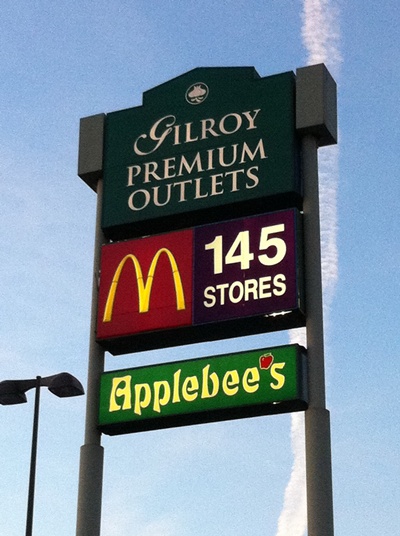 GILROY
PREMIUM
OUTLETS
145
STORES
Applebee's